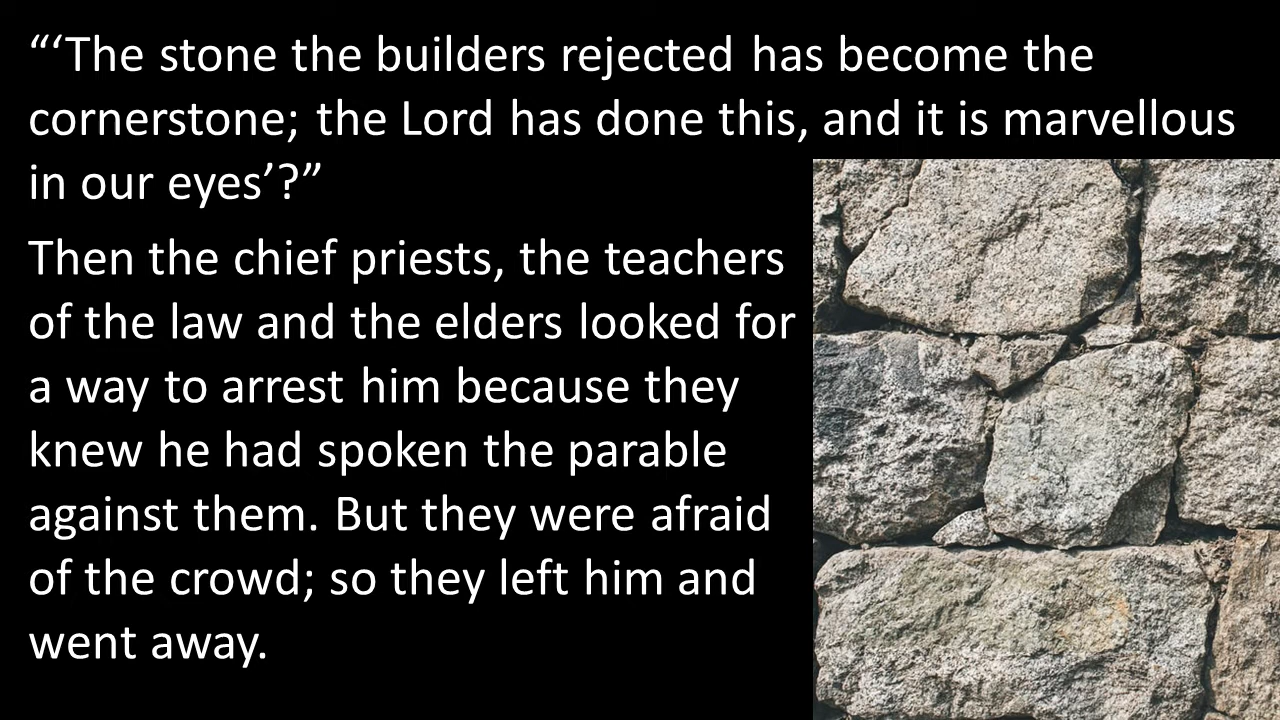 “‘The stone the builders rejected has become the
cornerstone; the Lord has done this, and it is marvellous
in our eyes’?”
Then the chief priests, the teachers
of the law and the elders looked for
a way to arrest him because they
knew he had spoken the parable
against them. But they were afraid
of the crowd; so they left him and
went away.